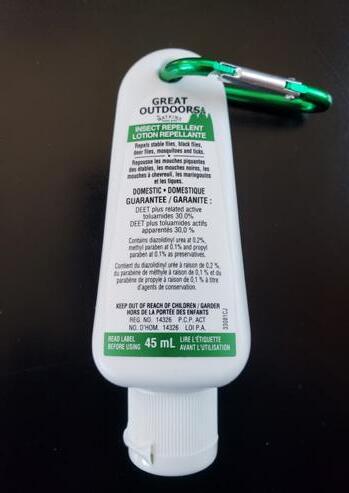 GREAT
OUTDOORS
WATKINS
INSECT REPELLENT
LOTION REPELLANTE
Repels stable flies, black flies,
deer flies, mosquitoes and ticks.
Repousse les mouches piquantes
des étables, les mouches noires, les
mouches à chevreuil, les maringouins
et les tiques.
DOMESTIC • DOMESTIQUE
GUARANTEE / GARANITE :
DEET plus related active
toluamides 30.0%
DEET plus toluamides actifs
apparentés 30,0 %
Contains diazolidinyl urea at 0.2%,
methyl paraben at 0.1% and propyl
paraben at 0.1% as preservatives.
Contient du diazolidinyl urée à raison de 0,2 %,
du parabène de méthyle à raison de 0,1 % et du
parabène de propyle à raison de 0,1 % à titre
d'agents de conservation.
KEEP OUT OF REACH OF CHILDREN / GARDER
HORS DE LA PORTÉE DES ENFANTS
REG. NO. 14326 P.C.P. ACT
NO. D'HOM. 14326 LOI P.A.
READ LABEL
BEFORE USING
45 mL
LIRE L'ÉTIQUETTE
AVANT L'UTILISATION